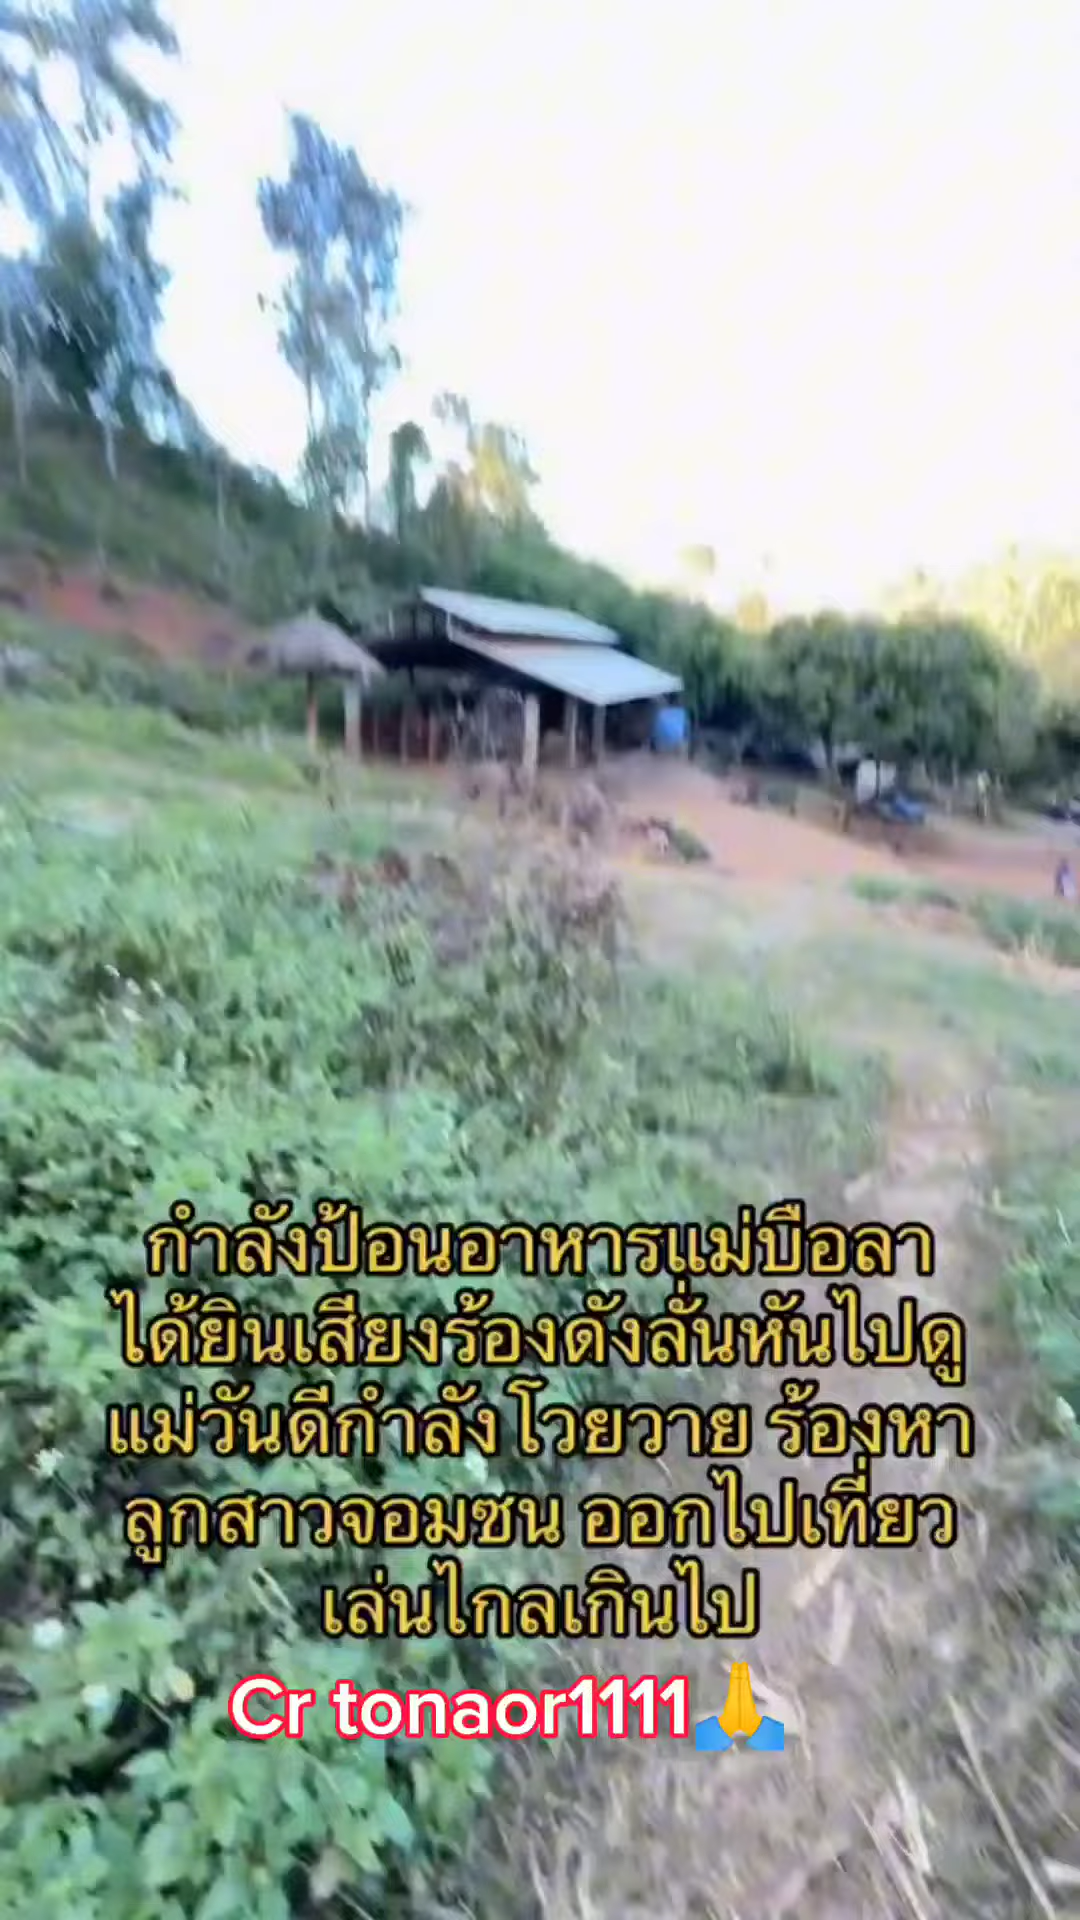 กำลังป้อนอาหารแม่บือลา
ได้ยินเสียงร้องดังลั่นหันไปดู
แม่วันดีกำลังโวยวาย ร้องหา
ลูกสาวจอมซน ออกไปเที่ยว
เล่นไกลเกินไป
Cr tonaor1111🙏